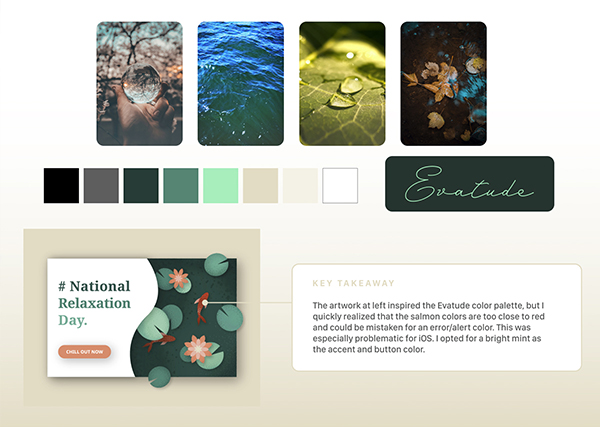 Evatude
# National
Relaxation
Day.
CHILL OUT NOW
KEY TAKEAWAY
The artwork at left inspired the Evatude color palette, but I
quickly realized that the salmon colors are too close to red
and could be mistaken for an error/alert color. This was
especially problematic for iOS. I opted for a bright mint as
the accent and button color.